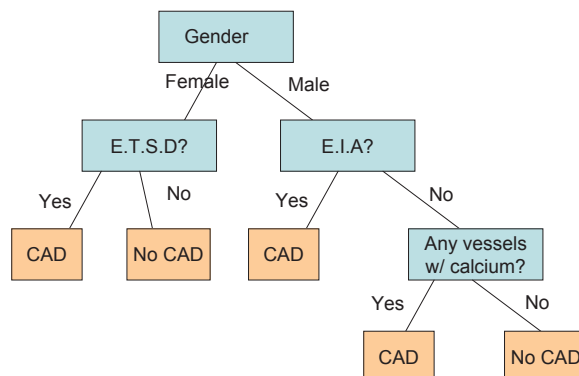 Gender
Female
Male
E.T.S.D?
E.I.A?
Yes
No
Yes
No
CAD
No CAD
CAD
Any vessels
w/ calcium?
Yes
No
CAD
No CAD